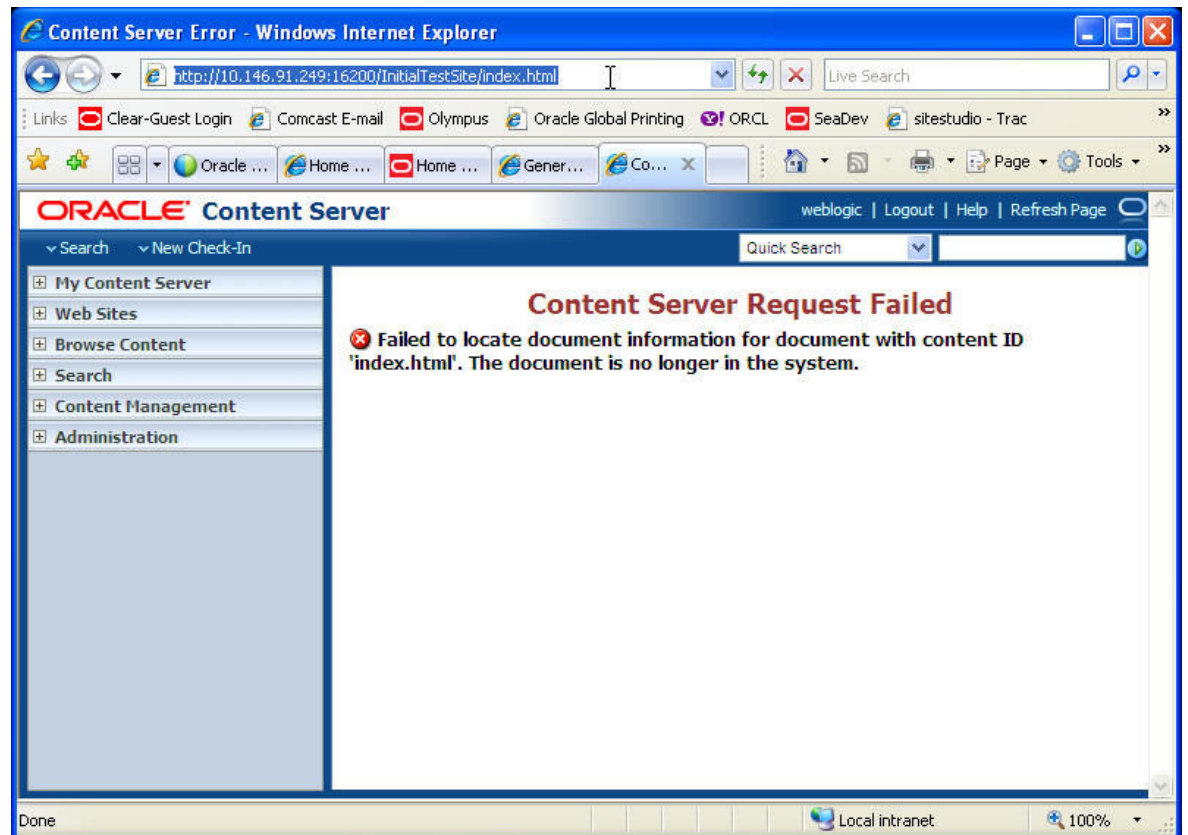 Content Server Error - Windows Internet Explorer
http://10.146.91.249:16200/InitialTestSite/index.html
Live Search
Links Clear-Guest Login Comcast E-mail Olympus Oracle Global Printing ORCL SeaDev sitestudio - Trac »
Oracle ... Home ... Home ... Gener... Co... X Page Tools »
ORACLE Content Server
weblogic | Logout | Help | Refresh Page
Search New Check-In
Quick Search
My Content Server
Web Sites
Browse Content
Search
Content Management
Administration
Content Server Request Failed
Failed to locate document information for document with content ID
'index.html'. The document is no longer in the system.
Done
Local intranet
100%